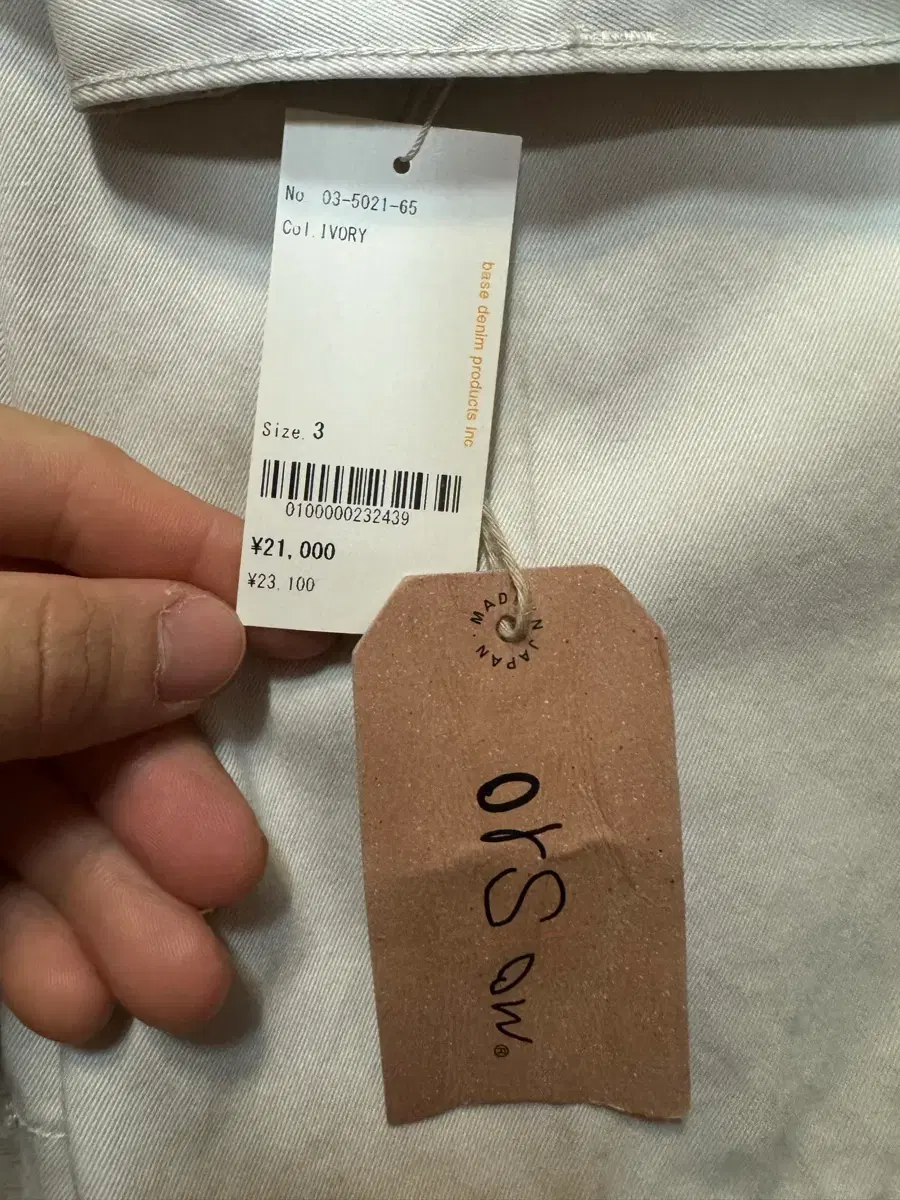 No. 03-5021-65
Col. IVORY
base denim products Inc
Size. 3
0100000232439
¥21,000
¥23,100
MADE IN JAPAN
orSlow®